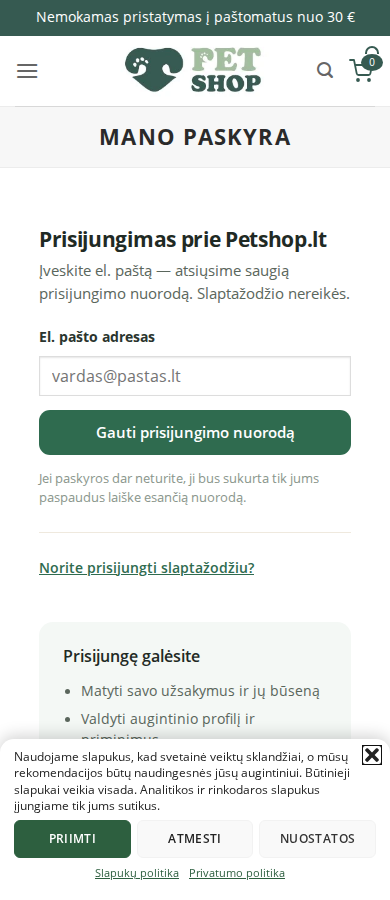 Nemokamas pristatymas į paštomatus nuo 30 €
PET
SHOP
0
MANO PASKYRA
Prisijungimas prie Petshop.lt
Įveskite el. paštą — atsiųsime saugią
prisijungimo nuorodą. Slaptažodžio nereikės.
El. pašto adresas
vardas@pastas.lt
Gauti prisijungimo nuorodą
Jei paskyros dar neturite, ji bus sukurta tik jums
paspaudus laiške esančią nuorodą.
Norite prisijungti slaptažodžiu?
Prisijungę galėsite
Matyti savo užsakymus ir jų būseną
Valdyti augintinio profilį ir
priminimus
Naudojame slapukus, kad svetainė veiktų sklandžiai, o mūsų
rekomendacijos būtų naudingesnės jūsų augintiniui. Būtinieji
slapukai veikia visada. Analitikos ir rinkodaros slapukus
įjungiame tik jums sutikus.
PRIIMTI
ATMESTI
NUOSTATOS
Slapukų politika
Privatumo politika